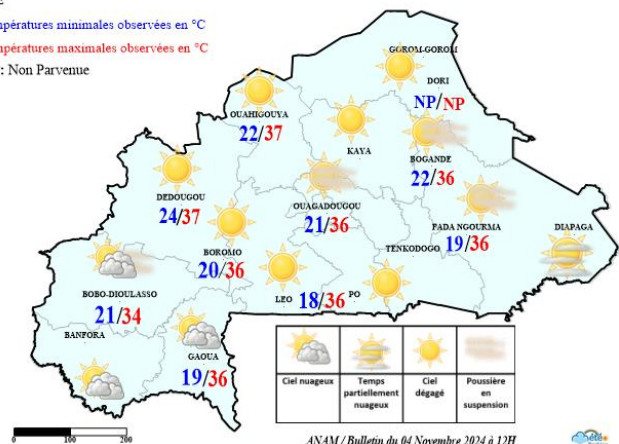 mpératures minimales observées en °C
mpératures maximales observées en °C
: Non Parvenue
GOROM-GOROM
DORI
NP/NP
OUAHIGOUYA
22/37
KAYA
BOGANDE
22/36
DEDOUGOU
24/37
OUAGADOUGOU
21/36
FADA NGOURMA
19/36
DIAPAGA
TENKODOGO
BOROMO
20/36
LEO 18/36 PO
BOBO-DIOULASSO
21/34
BANFORA
GAOUA
19/36
Ciel nuageux
Temps partiellement nuageux
Ciel dégagé
Poussière en suspension
0 100 200
ANAM / Bulletin du 04 Novembre 2024 à 12H